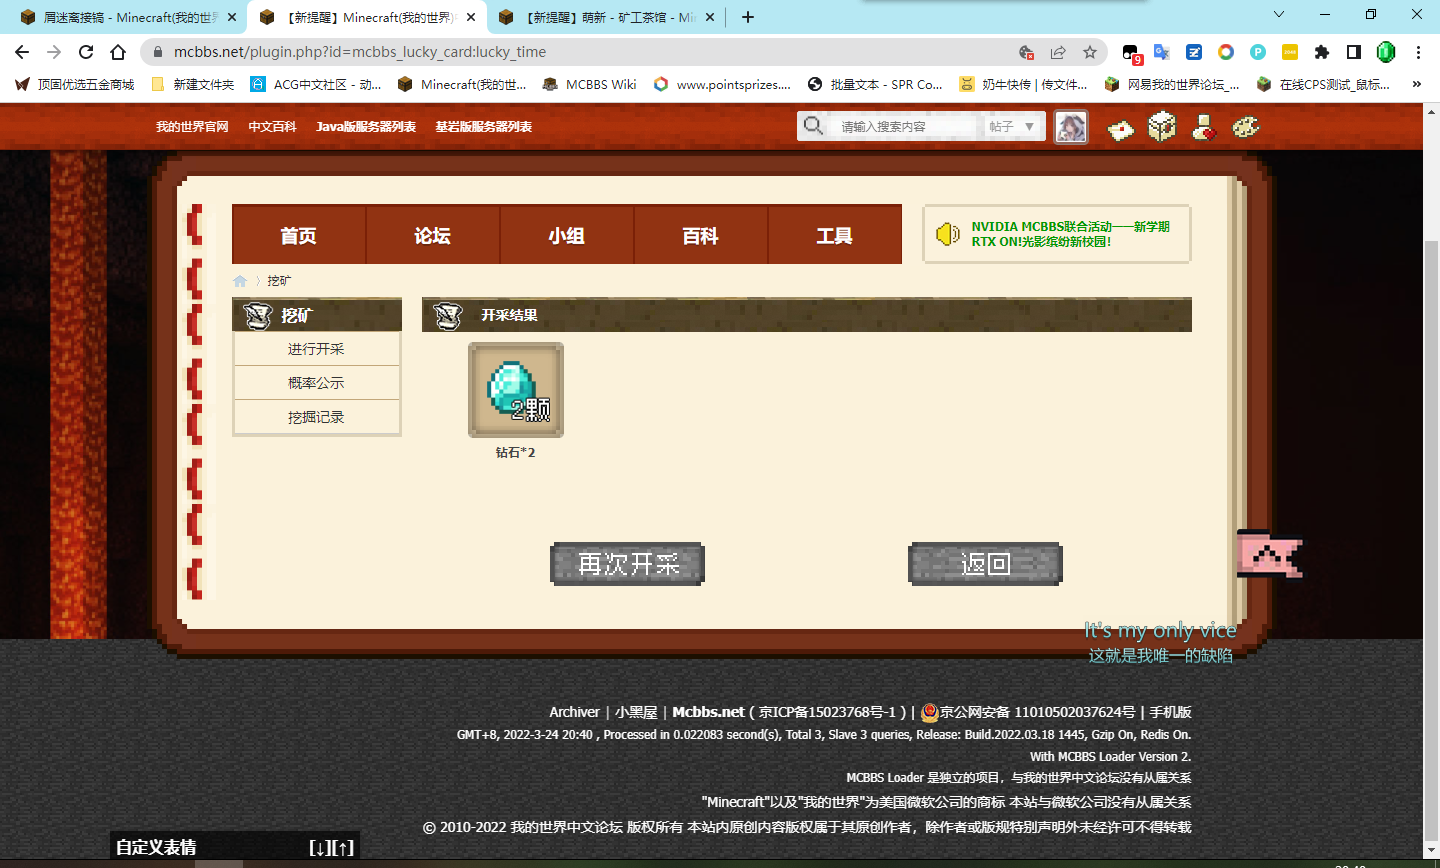 屑迷离接镐 - Minecraft(我的世界
【新提醒】Minecraft(我的世界)
【新提醒】萌新 - 矿工茶馆 - Min
mcbbs.net/plugin.php?id=mcbbs_lucky_card:lucky_time
9
顶固优选五金商城
新建文件夹
ACG中文社区 - 动...
Minecraft(我的世...
MCBBS Wiki
www.pointsprizes....
批量文本 - SPR Co...
奶牛快传 | 传文件...
网易我的世界论坛_...
在线CPS测试_鼠标...
»
我的世界官网 中文百科 Java版服务器列表 基岩版服务器列表
请输入搜索内容 帖子 ▼
首页 论坛 小组 百科 工具
NVIDIA MCBBS联合活动——新学期
RTX ON!光影缤纷新校园!
〉挖矿
挖矿
进行开采
概率公示
挖掘记录
开采结果
2颗
钻石*2
再次开采 返回
It's my only vice
这就是我唯一的缺陷
Archiver | 小黑屋 | Mcbbs.net ( 京ICP备15023768号-1 ) | 京公网安备 11010502037624号 | 手机版
GMT+8, 2022-3-24 20:40 , Processed in 0.022083 second(s), Total 3, Slave 3 queries, Release: Build.2022.03.18 1445, Gzip On, Redis On.
With MCBBS Loader Version 2.
MCBBS Loader 是独立的项目，与我的世界中文论坛没有从属关系
"Minecraft"以及"我的世界"为美国微软公司的商标 本站与微软公司没有从属关系
© 2010-2022 我的世界中文论坛 版权所有 本站内原创内容版权属于其原创作者，除作者或版规特别声明外未经许可不得转载
自定义表情 [↓][↑]